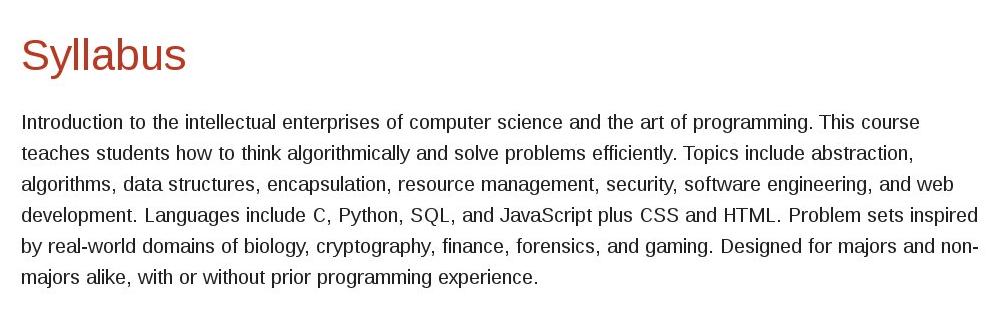 Syllabus
Introduction to the intellectual enterprises of computer science and the art of programming. This course
teaches students how to think algorithmically and solve problems efficiently. Topics include abstraction,
algorithms, data structures, encapsulation, resource management, security, software engineering, and web
development. Languages include C, Python, SQL, and JavaScript plus CSS and HTML. Problem sets inspired
by real-world domains of biology, cryptography, finance, forensics, and gaming. Designed for majors and non-
majors alike, with or without prior programming experience.